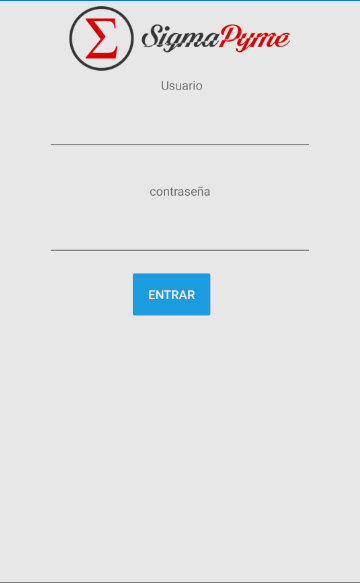 Σ SigmaPyme
Usuario
contraseña
ENTRAR